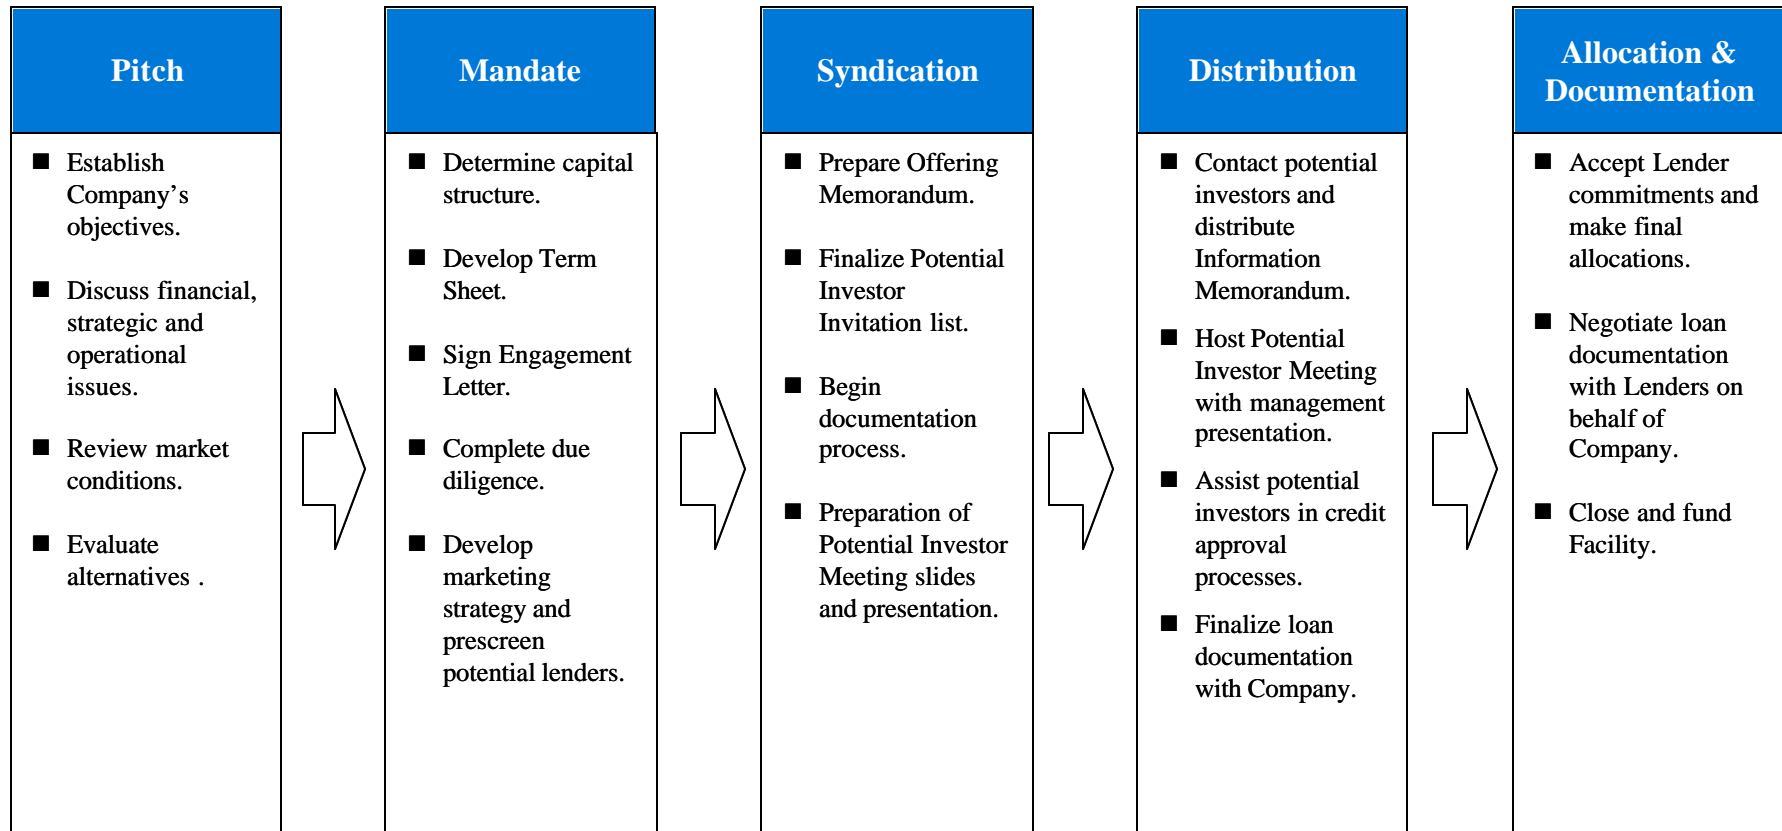 Pitch
■ Establish
Company’s
objectives.
■ Discuss financial,
strategic and
operational
issues.
■ Review market
conditions.
■ Evaluate
alternatives .
Mandate
■ Determine capital
structure.
■ Develop Term
Sheet.
■ Sign Engagement
Letter.
■ Complete due
diligence.
■ Develop
marketing
strategy and
prescreen
potential lenders.
Syndication
■ Prepare Offering
Memorandum.
■ Finalize Potential
Investor
Invitation list.
■ Begin
documentation
process.
■ Preparation of
Potential Investor
Meeting slides
and presentation.
Distribution
■ Contact potential
investors and
distribute
Information
Memorandum.
■ Host Potential
Investor Meeting
with management
presentation.
■ Assist potential
investors in credit
approval
processes.
■ Finalize loan
documentation
with Company.
Allocation &
Documentation
■ Accept Lender
commitments and
make final
allocations.
■ Negotiate loan
documentation
with Lenders on
behalf of
Company.
■ Close and fund
Facility.